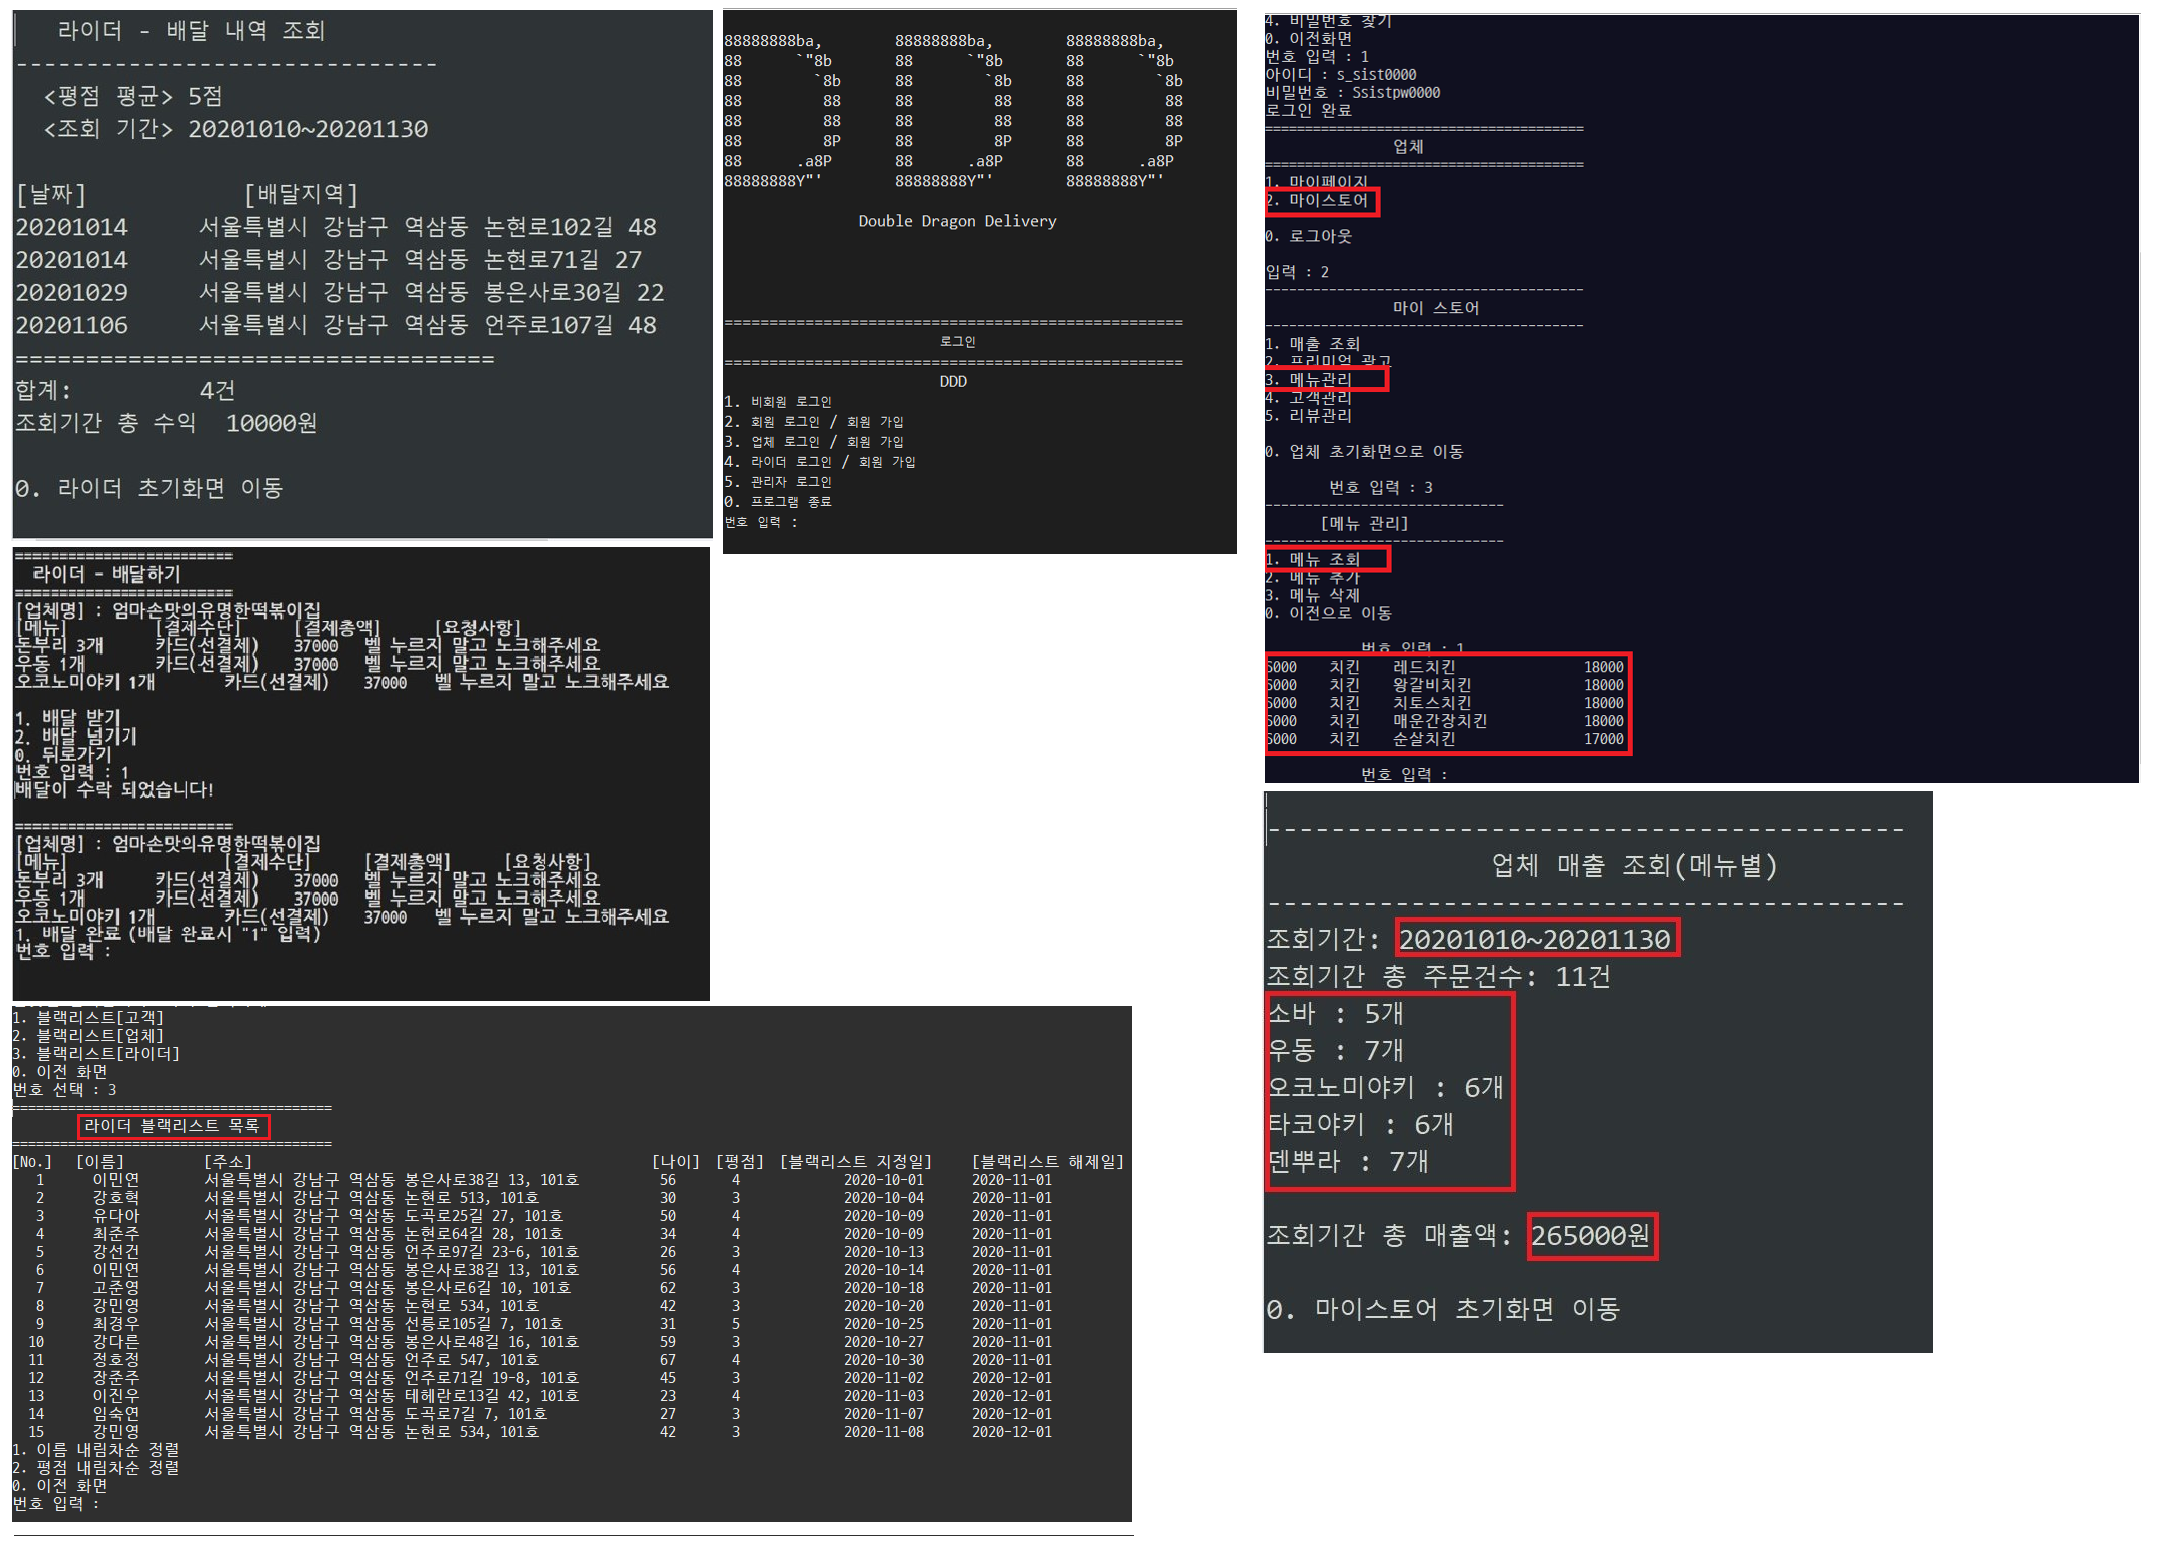 라이더 - 배달 내역 조회
------------------------------
<평점 평균> 5점
<조회 기간> 20201010~20201130
[날짜] [배달지역]
20201014 서울특별시 강남구 역삼동 논현로102길 48
20201014 서울특별시 강남구 역삼동 논현로71길 27
20201029 서울특별시 강남구 역삼동 봉은사로30길 22
20201106 서울특별시 강남구 역삼동 언주로107길 48
==================================
합계: 4건
조회기간 총 수익 10000원
0. 라이더 초기화면 이동
88888888ba, 88888888ba, 88888888ba,
88 `"8b 88 `"8b 88 `"8b
88 `8b 88 `8b 88 `8b
88 88 88 88 88 88
88 88 88 88 88 88
88 8P 88 8P 88 8P
88 .a8P 88 .a8P 88 .a8P
88888888Y"' 88888888Y"' 88888888Y"'
Double Dragon Delivery
===================================================
로그인
===================================================
DDD
1. 비회원 로그인
2. 회원 로그인 / 회원 가입
3. 업체 로그인 / 회원 가입
4. 라이더 로그인 / 회원 가입
5. 관리자 로그인
0. 프로그램 종료
번호 입력 :
4. 비밀번호 찾기
0. 이전화면
번호 입력 : 1
아이디 : s_sist0000
비밀번호 : Ssistpw0000
로그인 완료
========================================
업체
========================================
1. 마이페이지
2. 마이스토어
0. 로그아웃
입력 : 2
----------------------------------------
마이 스토어
----------------------------------------
1. 매출 조회
2. 프리미엄 광고
3. 메뉴관리
4. 고객관리
5. 리뷰관리
0. 업체 초기화면으로 이동
번호 입력 : 3
------------------------------
[메뉴 관리]
------------------------------
1. 메뉴 조회
2. 메뉴 추가
3. 메뉴 삭제
0. 이전으로 이동
번호 입력 : 1
6000 치킨 레드치킨 18000
6000 치킨 왕갈비치킨 18000
6000 치킨 치토스치킨 18000
6000 치킨 매운간장치킨 18000
6000 치킨 순살치킨 17000
번호 입력 :
=========================
라이더 - 배달하기
=========================
[업체명] : 엄마손맛의유명한떡볶이집
[메뉴] [결제수단] [결제총액] [요청사항]
돈부리 3개 카드(선결제) 37000 벨 누르지 말고 노크해주세요
우동 1개 카드(선결제) 37000 벨 누르지 말고 노크해주세요
오코노미야키 1개 카드(선결제) 37000 벨 누르지 말고 노크해주세요
1. 배달 받기
2. 배달 넘기기
0. 뒤로가기
번호 입력 : 1
배달이 수락 되었습니다!
=========================
[업체명] : 엄마손맛의유명한떡볶이집
[메뉴] [결제수단] [결제총액] [요청사항]
돈부리 3개 카드(선결제) 37000 벨 누르지 말고 노크해주세요
우동 1개 카드(선결제) 37000 벨 누르지 말고 노크해주세요
오코노미야키 1개 카드(선결제) 37000 벨 누르지 말고 노크해주세요
1. 배달 완료 (배달 완료시 "1" 입력)
번호 입력 :
----------------------------------------
업체 매출 조회(메뉴별)
----------------------------------------
조회기간: 20201010~20201130
조회기간 총 주문건수: 11건
소바 : 5개
우동 : 7개
오코노미야키 : 6개
타코야키 : 6개
덴뿌라 : 7개
조회기간 총 매출액: 265000원
0. 마이스토어 초기화면 이동
1. 블랙리스트[고객]
2. 블랙리스트[업체]
3. 블랙리스트[라이더]
0. 이전 화면
번호 선택 : 3
========================================
라이더 블랙리스트 목록
========================================
[No.] [이름] [주소] [나이] [평점] [블랙리스트 지정일] [블랙리스트 해제일]
1 이민연 서울특별시 강남구 역삼동 봉은사로38길 13, 101호 56 4 2020-10-01 2020-11-01
2 강호혁 서울특별시 강남구 역삼동 논현로 513, 101호 30 3 2020-10-04 2020-11-01
3 유다아 서울특별시 강남구 역삼동 도곡로25길 27, 101호 50 4 2020-10-09 2020-11-01
4 최준주 서울특별시 강남구 역삼동 논현로64길 28, 101호 34 4 2020-10-09 2020-11-01
5 강선건 서울특별시 강남구 역삼동 언주로97길 23-6, 101호 26 3 2020-10-13 2020-11-01
6 이민연 서울특별시 강남구 역삼동 봉은사로38길 13, 101호 56 4 2020-10-14 2020-11-01
7 고준영 서울특별시 강남구 역삼동 봉은사로6길 10, 101호 62 3 2020-10-18 2020-11-01
8 강민영 서울특별시 강남구 역삼동 논현로 534, 101호 42 3 2020-10-20 2020-11-01
9 최경우 서울특별시 강남구 역삼동 선릉로105길 7, 101호 31 5 2020-10-25 2020-11-01
10 강다른 서울특별시 강남구 역삼동 봉은사로48길 16, 101호 59 3 2020-10-27 2020-11-01
11 정호정 서울특별시 강남구 역삼동 언주로 547, 101호 67 4 2020-10-30 2020-11-01
12 장준주 서울특별시 강남구 역삼동 언주로71길 19-8, 101호 45 3 2020-11-02 2020-12-01
13 이진우 서울특별시 강남구 역삼동 테헤란로13길 42, 101호 23 4 2020-11-03 2020-12-01
14 임숙연 서울특별시 강남구 역삼동 도곡로7길 7, 101호 27 3 2020-11-07 2020-12-01
15 강민영 서울특별시 강남구 역삼동 논현로 534, 101호 42 3 2020-11-08 2020-12-01
1. 이름 내림차순 정렬
2. 평점 내림차순 정렬
0. 이전 화면
번호 입력 :